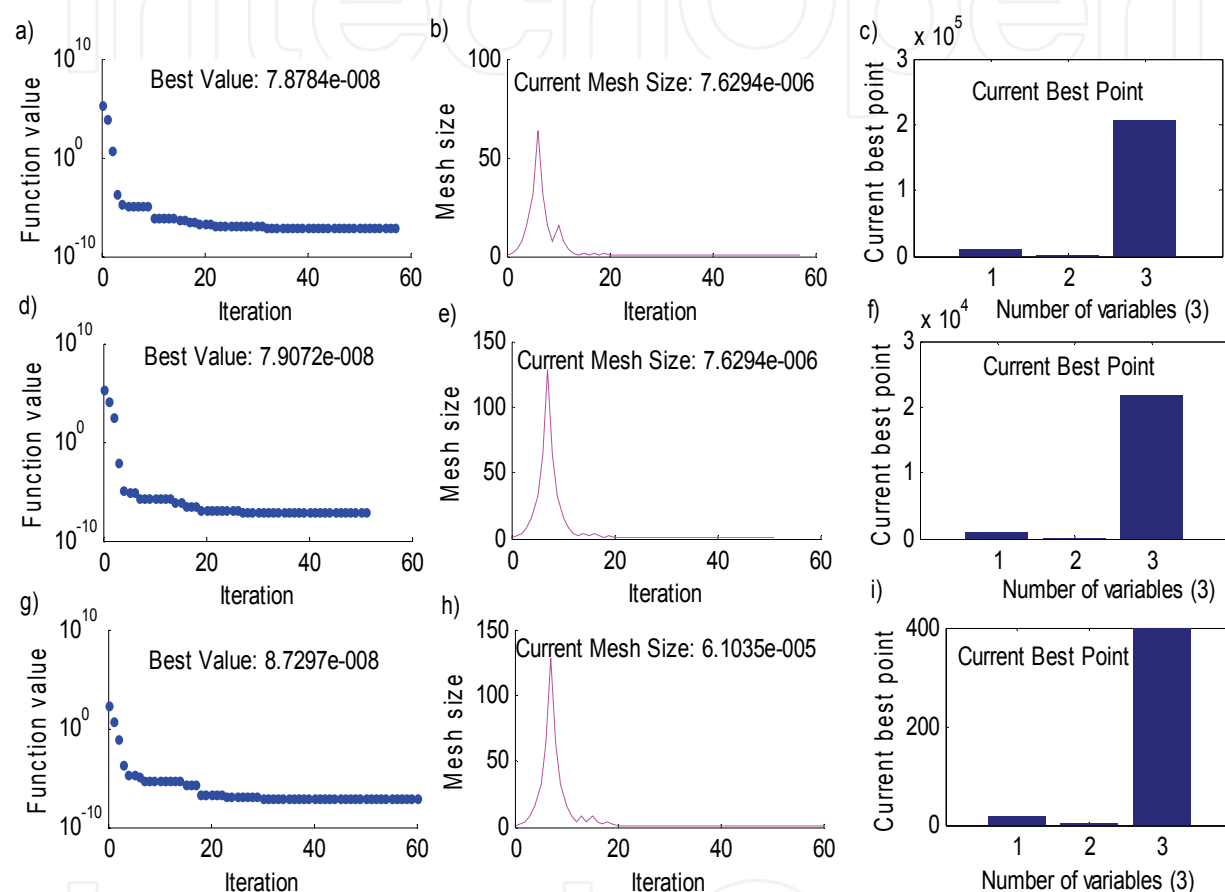 IntechOpen
a)
10^10
10^0
10^-10
Function value
Best Value: 7.8784e-008
0 20 40 60
Iteration
b)
100
50
0
Mesh size
Current Mesh Size: 7.6294e-006
0 20 40 60
Iteration
c)
x 10^5
3
2
1
0
Current best point
Current Best Point
1 2 3
Number of variables (3)
d)
10^10
10^0
10^-10
Function value
Best Value: 7.9072e-008
0 20 40 60
Iteration
e)
150
100
50
0
Mesh size
Current Mesh Size: 7.6294e-006
0 20 40 60
Iteration
f)
x 10^4
3
2
1
0
Current best point
Current Best Point
1 2 3
Number of variables (3)
g)
10^10
10^0
10^-10
Function value
Best Value: 8.7297e-008
0 20 40 60
Iteration
h)
150
100
50
0
Mesh size
Current Mesh Size: 6.1035e-005
0 20 40 60
Iteration
i)
400
200
0
Current best point
Current Best Point
1 2 3
Number of variables (3)